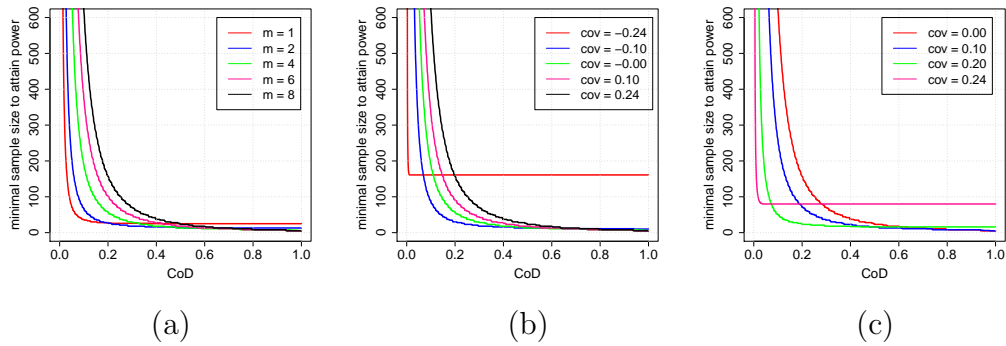 minimal sample size to attain power
600
500
400
300
200
100
0
m = 1
m = 2
m = 4
m = 6
m = 8
0.0 0.2 0.4 0.6 0.8 1.0
CoD
(a)
minimal sample size to attain power
600
500
400
300
200
100
0
cov = −0.24
cov = −0.10
cov = −0.00
cov = 0.10
cov = 0.24
0.0 0.2 0.4 0.6 0.8 1.0
CoD
(b)
minimal sample size to attain power
600
500
400
300
200
100
0
cov = 0.00
cov = 0.10
cov = 0.20
cov = 0.24
0.0 0.2 0.4 0.6 0.8 1.0
CoD
(c)